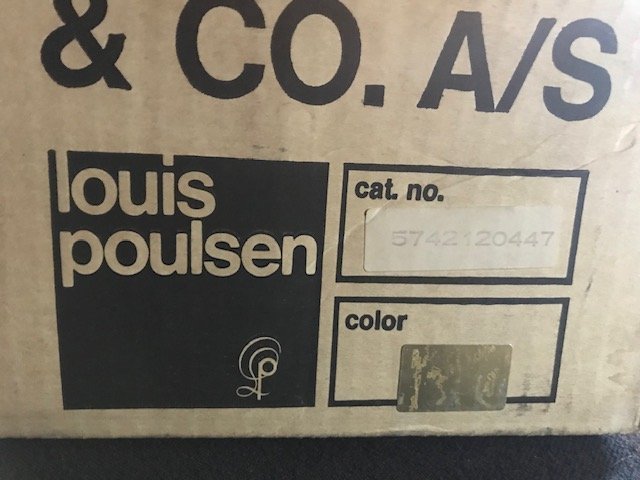 & CO. A/S
louis
poulsen
cat. no.
5742120447
color